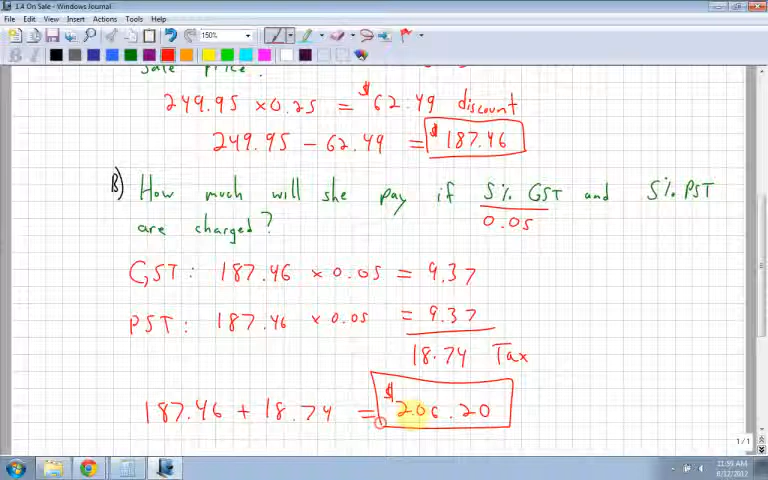 1.4 On Sale - Windows Journal
File Edit View Insert Actions Tools Help
150%
sale price?
249.95 × 0.25 = $62.49 discount
249.95 - 62.49 = $187.46
B) How much will she pay if 5% GST and 5% PST
0.05
are charged?
GST: 187.46 × 0.05 = 9.37
PST: 187.46 × 0.05 = 9.37
18.74 Tax
187.46 + 18.74 = $206.20
1/1
11:59 AM